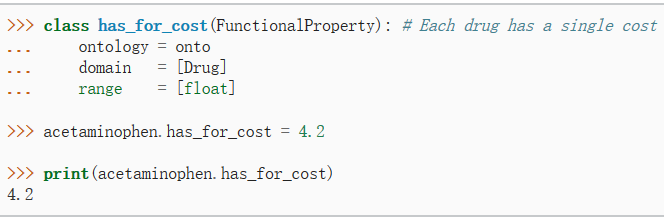 >>> class has_for_cost(FunctionalProperty): # Each drug has a single cost
...     ontology = onto
...     domain   = [Drug]
...     range    = [float]
>>> acetaminophen.has_for_cost = 4.2
>>> print(acetaminophen.has_for_cost)
4.2